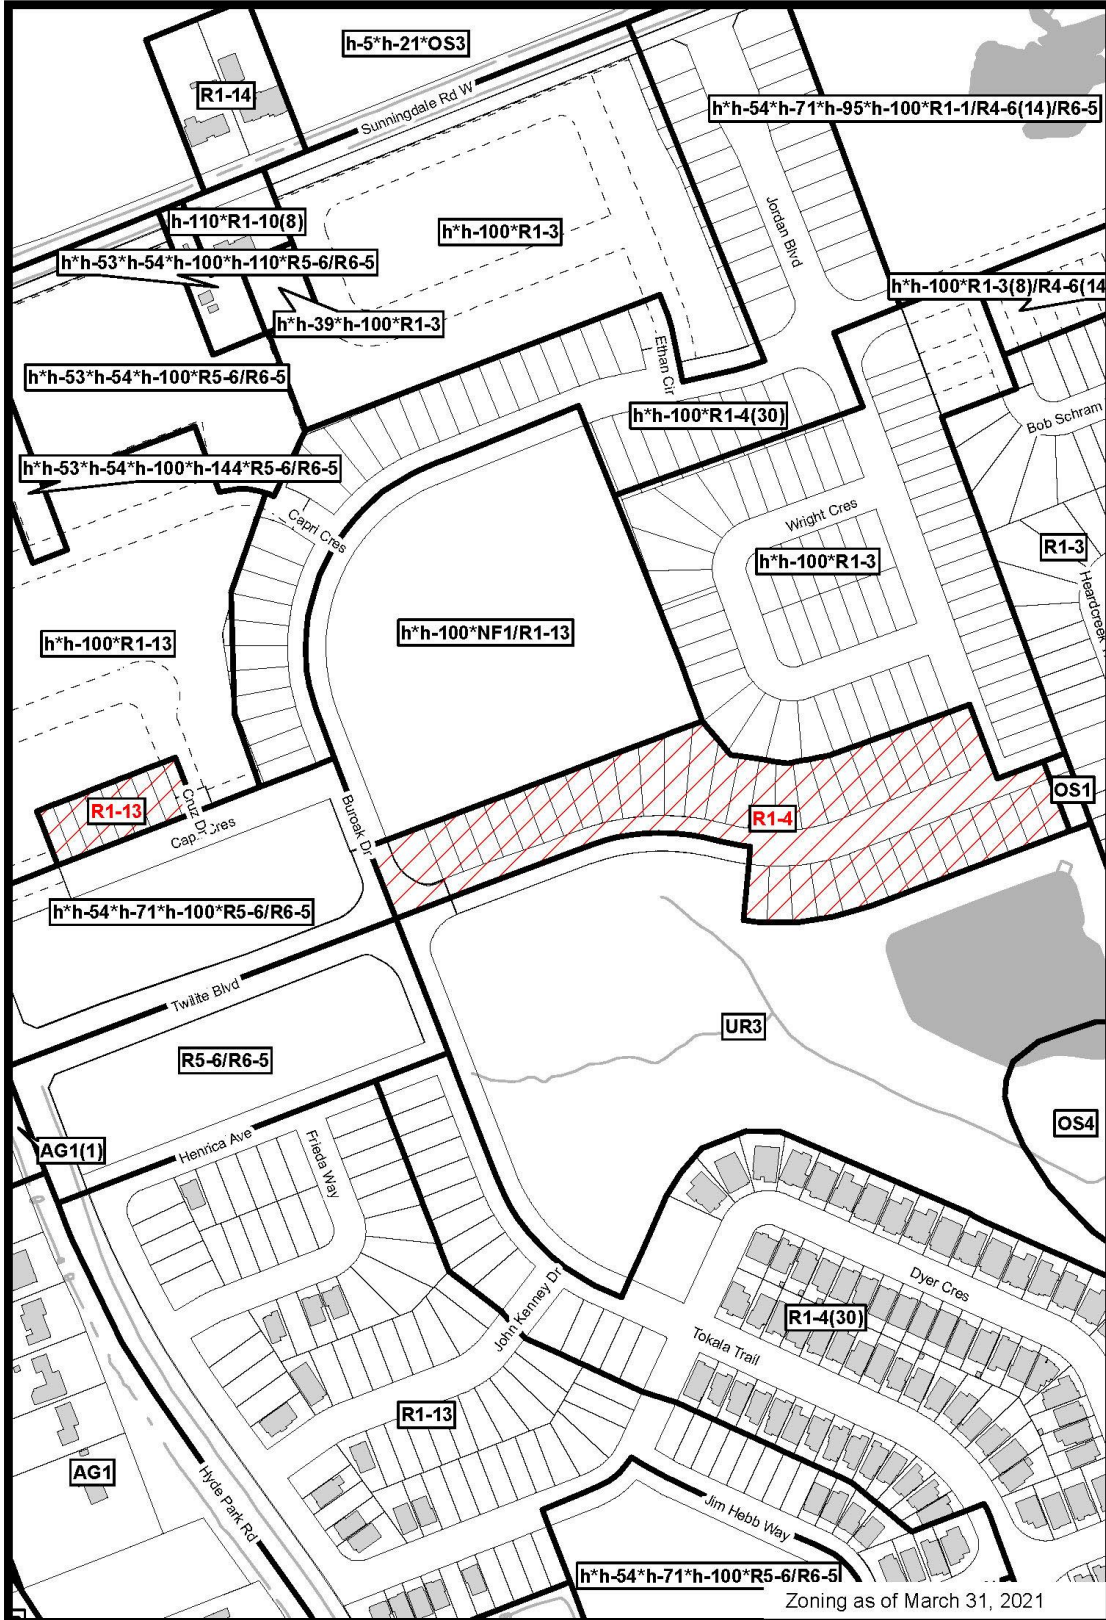 h-5*h-21*OS3
R1-14
Sunningdale Rd W
h*h-54*h-71*h-95*h-100*R1-1/R4-6(14)/R6-5
h-110*R1-10(8)
h*h-100*R1-3
Jordan Blvd
h*h-53*h-54*h-100*h-110*R5-6/R6-5
h*h-100*R1-3(8)/R4-6(14
h*h-39*h-100*R1-3
Ethan Cir
h*h-53*h-54*h-100*R5-6/R6-5
h*h-100*R1-4(30)
Bob Schram
h*h-53*h-54*h-100*h-144*R5-6/R6-5
Capri Cres
Wright Cres
R1-3
h*h-100*R1-3
Heardcreek
h*h-100*NF1/R1-13
h*h-100*R1-13
OS1
R1-13
Cruz Dr
Buroak Dr
R1-4
Cres
h*h-54*h-71*h-100*R5-6/R6-5
Twilite Blvd
UR3
R5-6/R6-5
OS4
AG1(1)
Henrica Ave
Frieda Way
Dyer Cres
John Kenney Dr
R1-4(30)
Tokala Trail
R1-13
AG1
Hyde Park Rd
Jim Hebb Way
h*h-54*h-71*h-100*R5-6/R6-5
Zoning as of March 31, 2021